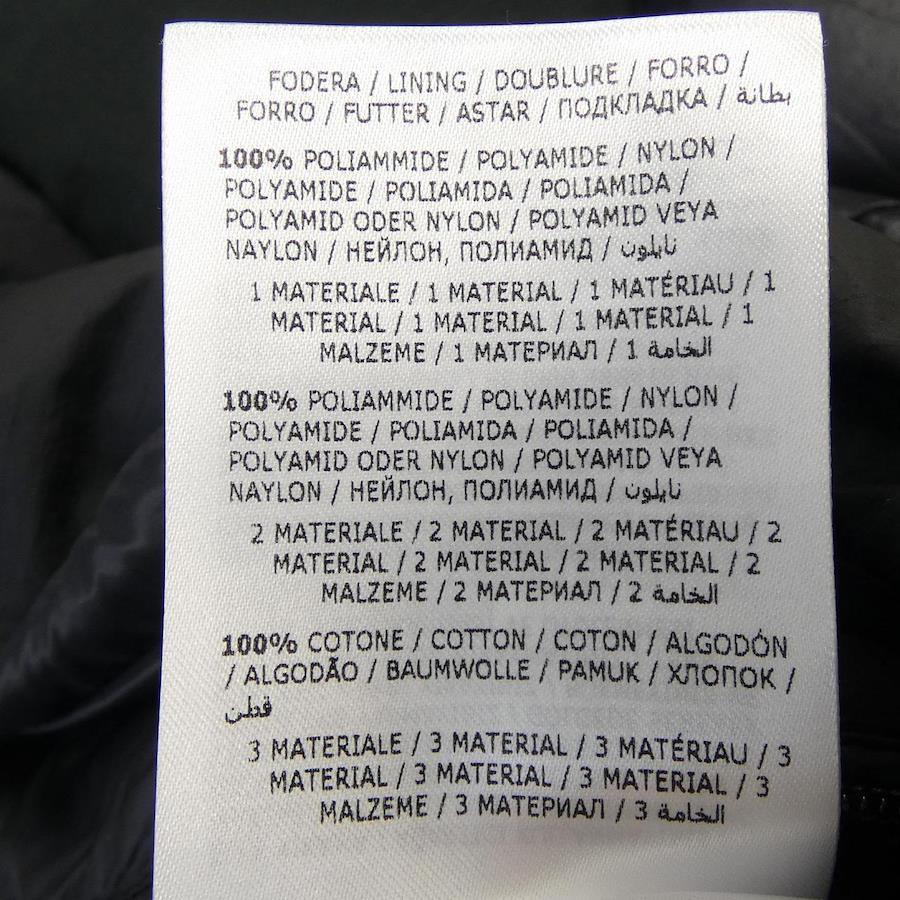 FODERA / LINING / DOUBLURE / FORRO /
FORRO / FUTTER / ASTAR / ПОДКЛАДКА / بطانة
100% POLIAMMIDE / POLYAMIDE / NYLON /
POLYAMIDE / POLIAMIDA / POLIAMIDA /
POLYAMID ODER NYLON / POLYAMID VEYA
NAYLON / НЕЙЛОН, ПОЛИАМИД / نايلون
1 MATERIALE / 1 MATERIAL / 1 MATÉRIAU / 1
MATERIAL / 1 MATERIAL / 1 MATERIAL / 1
MALZEME / 1 МАТЕРИАЛ / 1 الخامة
100% POLIAMMIDE / POLYAMIDE / NYLON /
POLYAMIDE / POLIAMIDA / POLIAMIDA /
POLYAMID ODER NYLON / POLYAMID VEYA
NAYLON / НЕЙЛОН, ПОЛИАМИД / نايلون
2 MATERIALE / 2 MATERIAL / 2 MATÉRIAU / 2
MATERIAL / 2 MATERIAL / 2 MATERIAL / 2
MALZEME / 2 МАТЕРИАЛ / 2 الخامة
100% COTONE / COTTON / COTON / ALGODÓN
/ ALGODÃO / BAUMWOLLE / PAMUK / ХЛОПОК /
قطن
3 MATERIALE / 3 MATERIAL / 3 MATÉRIAU / 3
MATERIAL / 3 MATERIAL / 3 MATERIAL / 3
MALZEME / 3 МАТЕРИАЛ / 3 الخامة